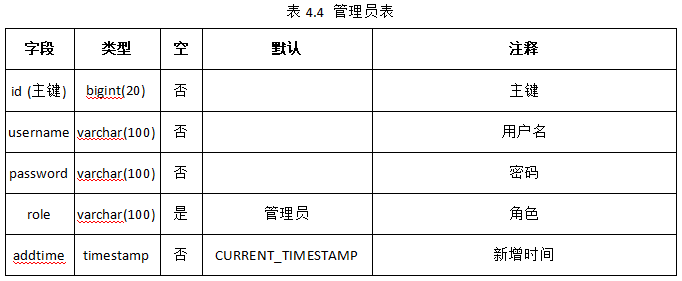 表 4.4 管理员表
字段 类型 空 默认 注释
id (主键) bigint(20) 否 主键
username varchar(100) 否 用户名
password varchar(100) 否 密码
role varchar(100) 是 管理员 角色
addtime timestamp 否 CURRENT_TIMESTAMP 新增时间